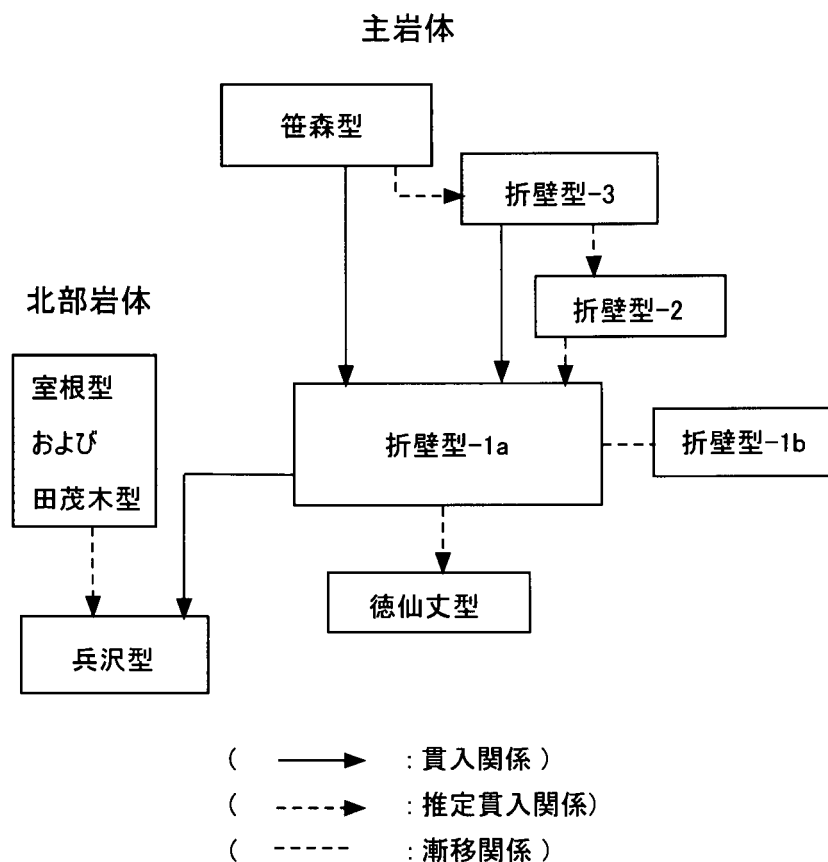 主岩体
笹森型
折壁型-3
折壁型-2
北部岩体
室根型
および
田茂木型
折壁型-1a
折壁型-1b
徳仙丈型
兵沢型
( : 貫入関係 )
( : 推定貫入関係)
( : 漸移関係 )